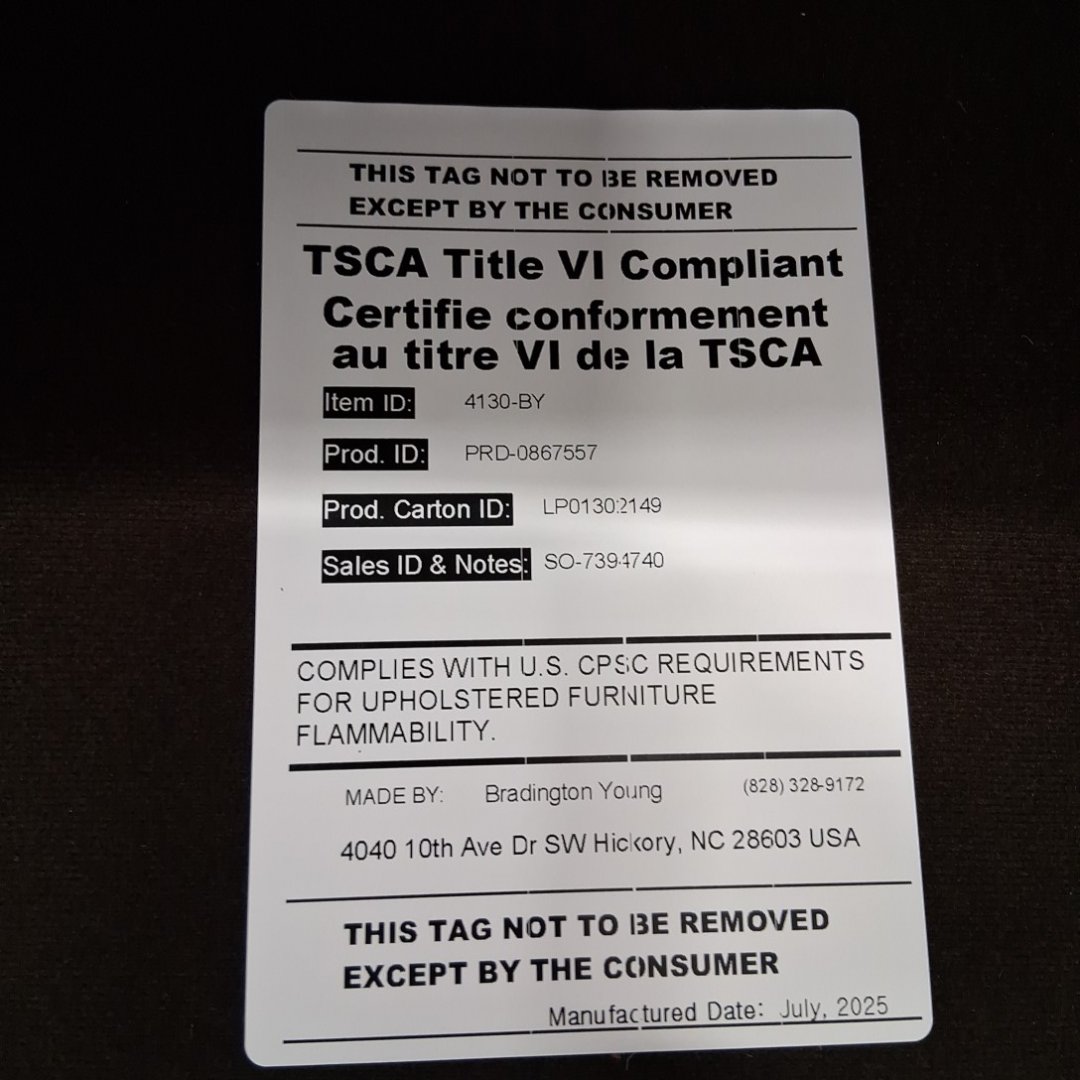 THIS TAG NOT TO BE REMOVED
EXCEPT BY THE CONSUMER
TSCA Title VI Compliant
Certifie conformement
au titre VI de la TSCA
Item ID: 4130-BY
Prod. ID: PRD-0867557
Prod. Carton ID: LP01302149
Sales ID & Notes: SO-7394740
COMPLIES WITH U.S. CPSC REQUIREMENTS
FOR UPHOLSTERED FURNITURE
FLAMMABILITY.
MADE BY: Bradington Young (828) 328-9172
4040 10th Ave Dr SW Hickory, NC 28603 USA
THIS TAG NOT TO BE REMOVED
EXCEPT BY THE CONSUMER
Manufactured Date: July, 2025